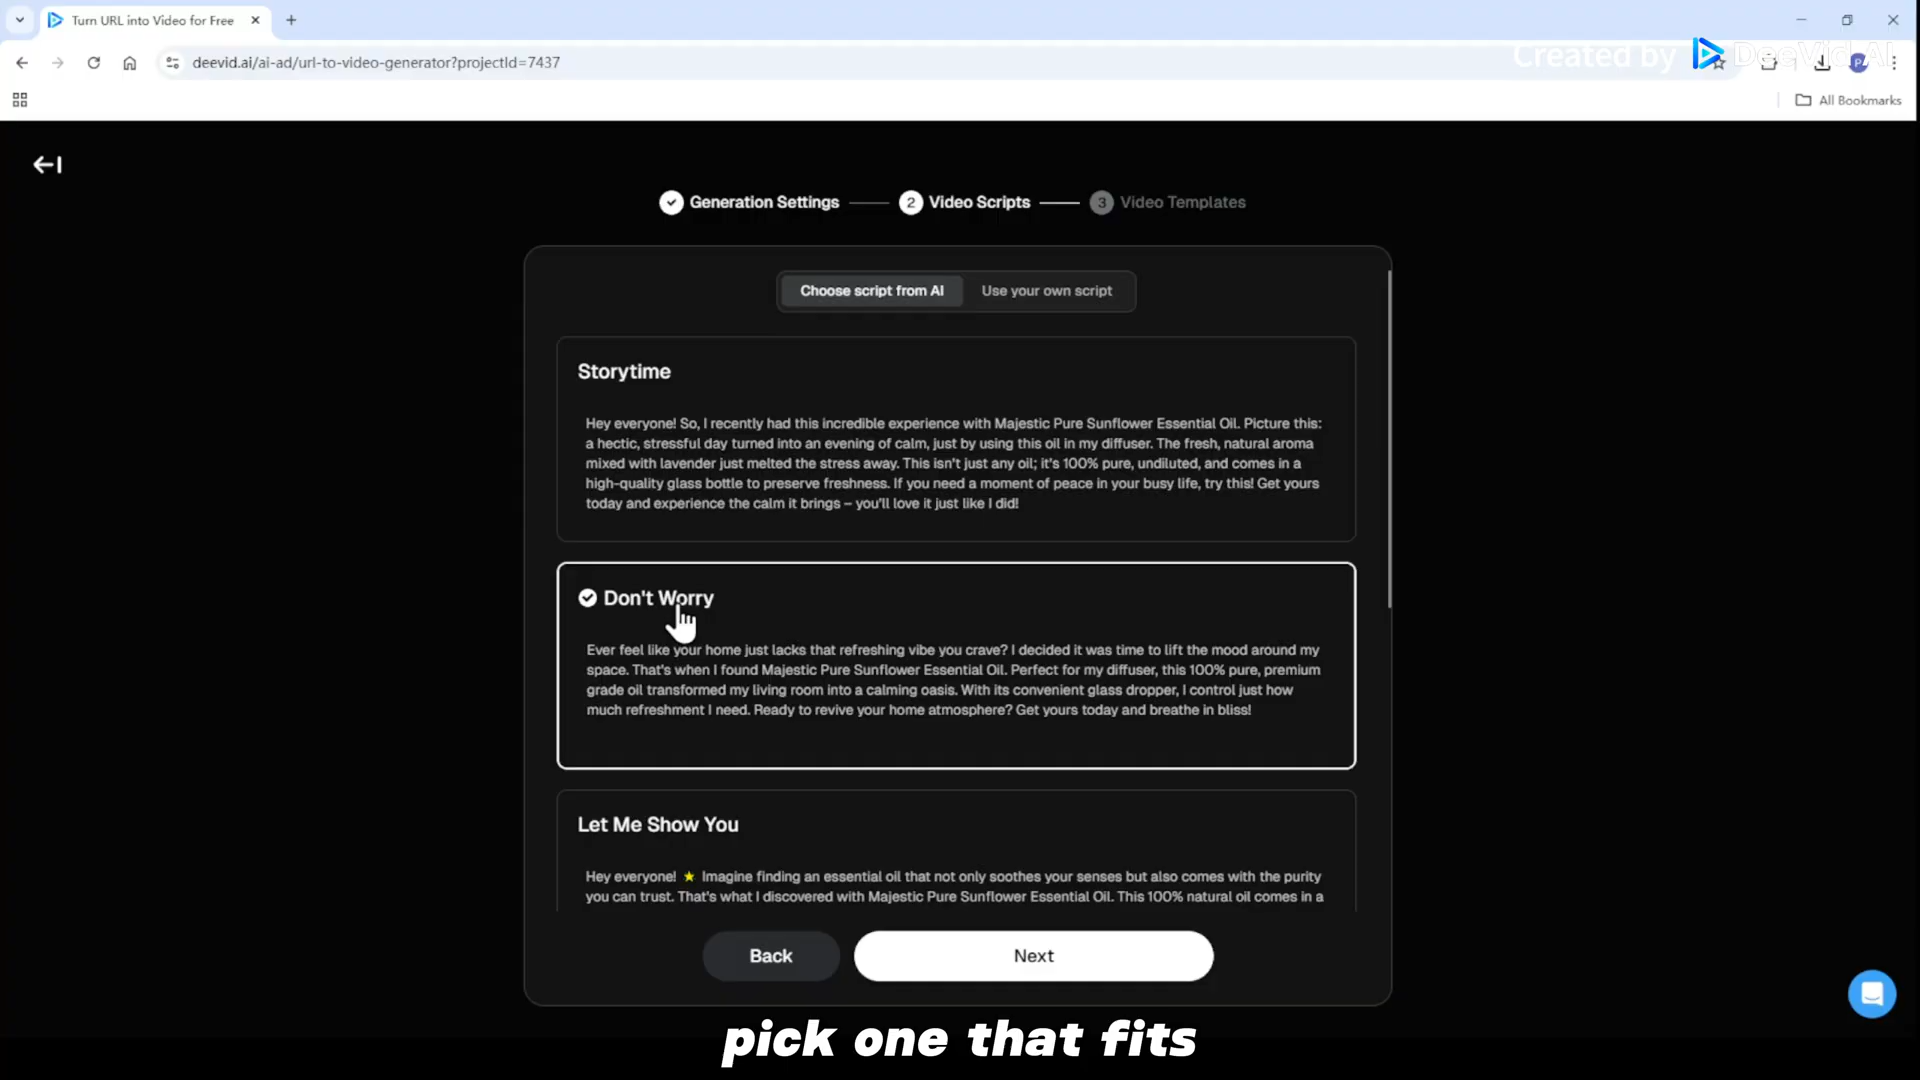 Turn URL into Video for Free
deevid.ai/ai-ad/url-to-video-generator?projectId=7437
Created by DeeVid AI
P
All Bookmarks
Generation Settings
2 Video Scripts
3 Video Templates
Choose script from AI
Use your own script
Storytime
Hey everyone! So, I recently had this incredible experience with Majestic Pure Sunflower Essential Oil. Picture this:
a hectic, stressful day turned into an evening of calm, just by using this oil in my diffuser. The fresh, natural aroma
mixed with lavender just melted the stress away. This isn't just any oil; it's 100% pure, undiluted, and comes in a
high-quality glass bottle to preserve freshness. If you need a moment of peace in your busy life, try this! Get yours
today and experience the calm it brings – you'll love it just like I did!
Don't Worry
Ever feel like your home just lacks that refreshing vibe you crave? I decided it was time to lift the mood around my
space. That's when I found Majestic Pure Sunflower Essential Oil. Perfect for my diffuser, this 100% pure, premium
grade oil transformed my living room into a calming oasis. With its convenient glass dropper, I control just how
much refreshment I need. Ready to revive your home atmosphere? Get yours today and breathe in bliss!
Let Me Show You
Hey everyone! ⭐ Imagine finding an essential oil that not only soothes your senses but also comes with the purity
you can trust. That's what I discovered with Majestic Pure Sunflower Essential Oil. This 100% natural oil comes in a
Back
Next
pick one that fits